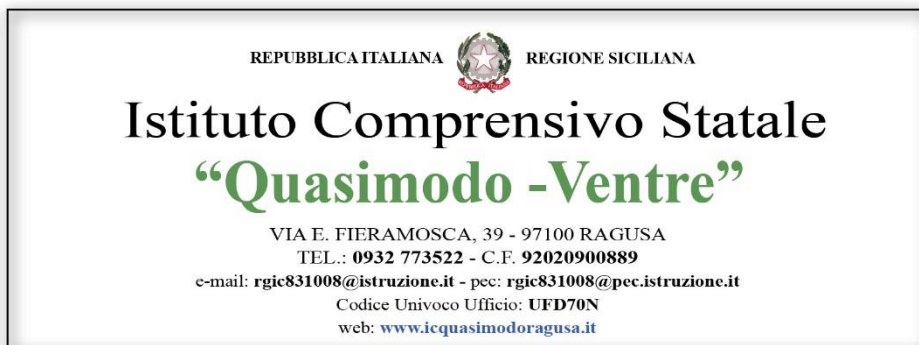 REPUBBLICA ITALIANA REGIONE SICILIANA
Istituto Comprensivo Statale
“Quasimodo -Ventre”
VIA E. FIERAMOSCA, 39 - 97100 RAGUSA
TEL.: 0932 773522 - C.F. 92020900889
e-mail: rgic831008@istruzione.it - pec: rgic831008@pec.istruzione.it
Codice Univoco Ufficio: UFD70N
web: www.icquasimodoragusa.it